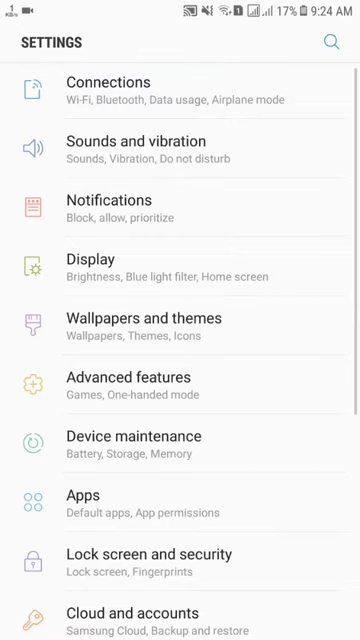 1
KB/s
1
17%
9:24 AM
SETTINGS
Connections
Wi-Fi, Bluetooth, Data usage, Airplane mode
Sounds and vibration
Sounds, Vibration, Do not disturb
Notifications
Block, allow, prioritize
Display
Brightness, Blue light filter, Home screen
Wallpapers and themes
Wallpapers, Themes, Icons
Advanced features
Games, One-handed mode
Device maintenance
Battery, Storage, Memory
Apps
Default apps, App permissions
Lock screen and security
Lock screen, Fingerprints
Cloud and accounts
Samsung Cloud, Backup and restore